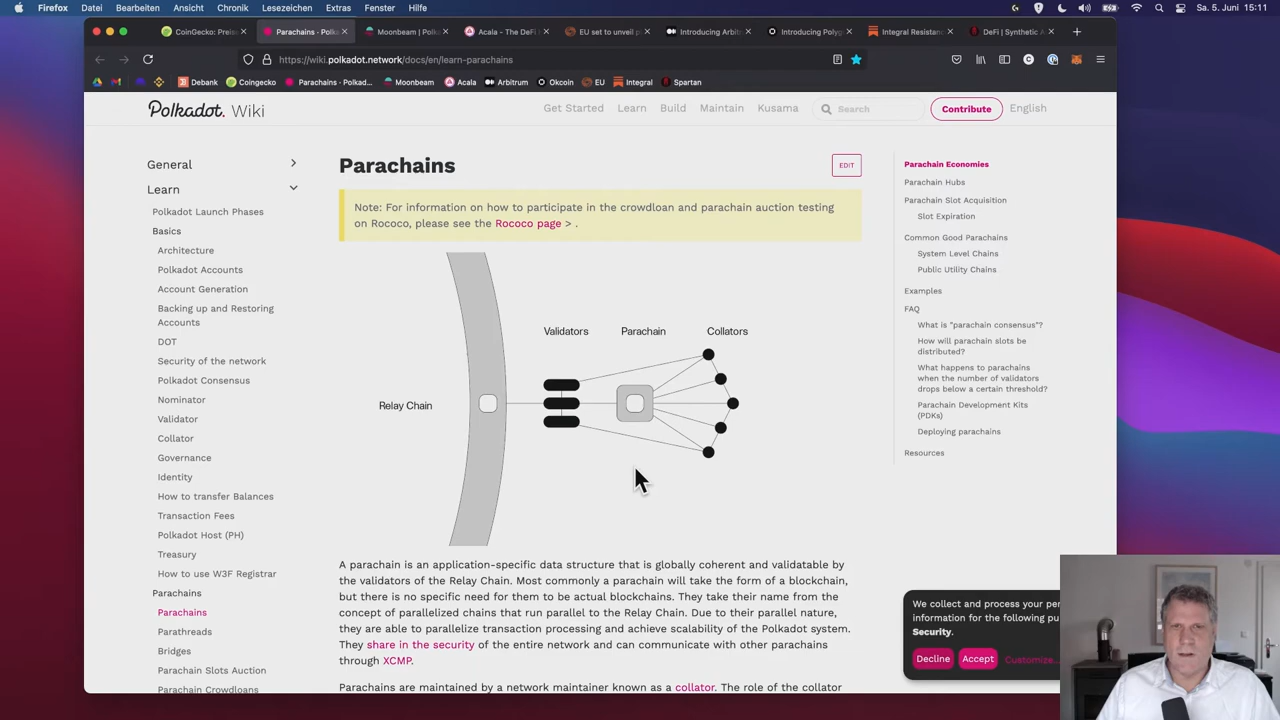 Firefox Datei Bearbeiten Ansicht Chronik Lesezeichen Extras Fenster Hilfe
Sa. 5. Juni 15:11
CoinGecko: Preise
Parachains · Polk
Moonbeam | Polk
Acala - The DeFi
EU set to unveil p
Introducing Arbit
Introducing Polyg
Integral Resistan
DeFi | Synthetic A
https://wiki.polkadot.network/docs/en/learn-parachains
Debank Coingecko Parachains - Polkad... Moonbeam Acala Arbitrum Okcoin EU Integral Spartan
Polkadot. Wiki
Get Started Learn Build Maintain Kusama Search Contribute English
General
Learn
Polkadot Launch Phases
Basics
Architecture
Polkadot Accounts
Account Generation
Backing up and Restoring
Accounts
DOT
Security of the network
Polkadot Consensus
Nominator
Validator
Collator
Governance
Identity
How to transfer Balances
Transaction Fees
Polkadot Host (PH)
Treasury
How to use W3F Registrar
Parachains
Parachains
Parathreads
Bridges
Parachain Slots Auction
Parachain Crowdloans
Parachains
EDIT
Note: For information on how to participate in the crowdloan and parachain auction testing
on Rococo, please see the Rococo page > .
Validators Parachain Collators
Relay Chain
A parachain is an application-specific data structure that is globally coherent and validatable by
the validators of the Relay Chain. Most commonly a parachain will take the form of a blockchain,
but there is no specific need for them to be actual blockchains. They take their name from the
concept of parallelized chains that run parallel to the Relay Chain. Due to their parallel nature,
they are able to parallelize transaction processing and achieve scalability of the Polkadot system.
They share in the security of the entire network and can communicate with other parachains
through XCMP.
Parachains are maintained by a network maintainer known as a collator. The role of the collator
Parachain Economies
Parachain Hubs
Parachain Slot Acquisition
Slot Expiration
Common Good Parachains
System Level Chains
Public Utility Chains
Examples
FAQ
What is "parachain consensus"?
How will parachain slots be
distributed?
What happens to parachains
when the number of validators
drops below a certain threshold?
Parachain Development Kits
(PDKs)
Deploying parachains
Resources
We collect and process your per
information for the following pu
Security.
Decline Accept Customize...